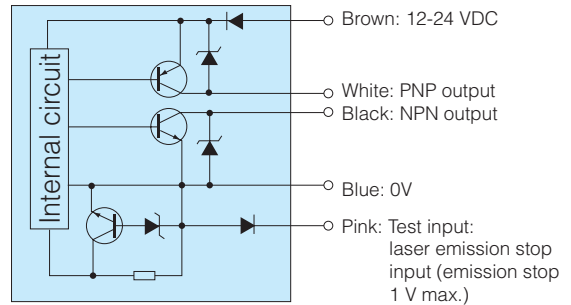 Internal circuit
Brown: 12-24 VDC
White: PNP output
Black: NPN output
Blue: 0V
Pink: Test input:
laser emission stop
input (emission stop
1 V max.)